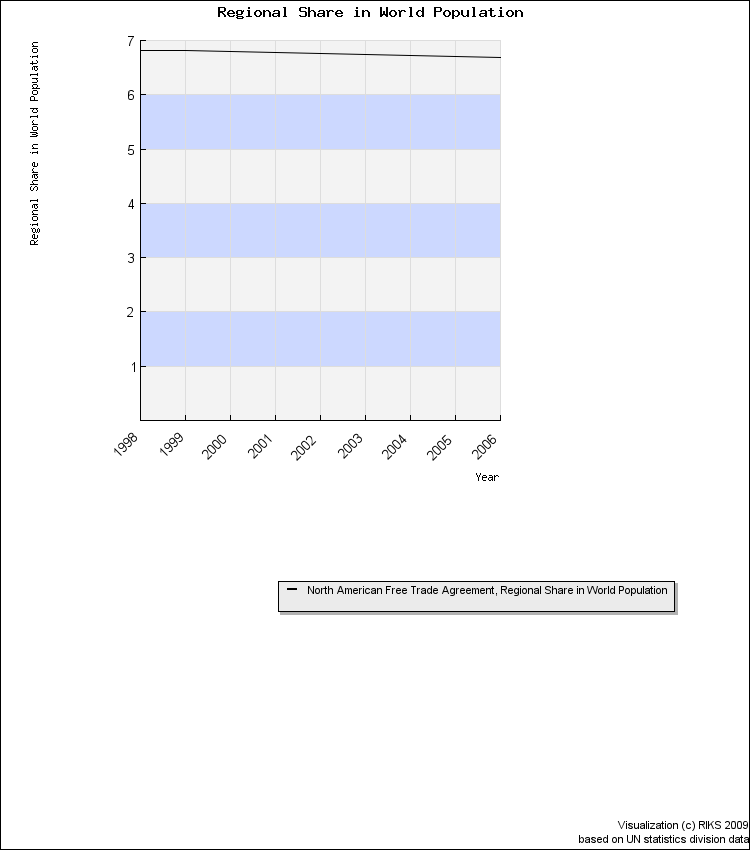 Regional Share in World Population
Regional Share in World Population
7
6
5
4
3
2
1
1998 1999 2000 2001 2002 2003 2004 2005 2006
Year
North American Free Trade Agreement, Regional Share in World Population
Visualization (c) RIKS 2009
based on UN statistics division data